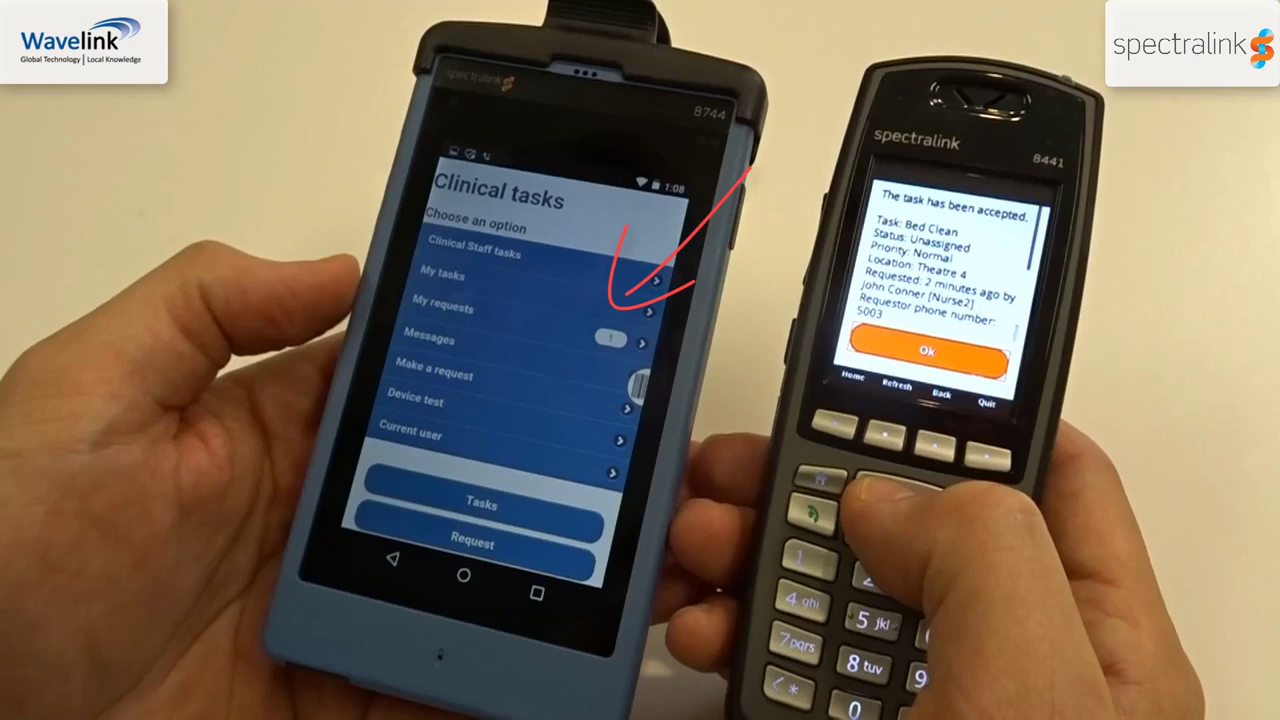 Wavelink
Global Technology | Local Knowledge
spectralink
spectralink
8744
1:08
Clinical tasks
Choose an option
Clinical Staff tasks
My tasks
My requests
1
Messages
Make a request
Device test
Current user
Tasks
Request
spectralink
8441
The task has been accepted.
Task: Bed Clean
Status: Unassigned
Priority: Normal
Location: Theatre 4
Requested: 2 minutes ago by
John Conner [Nurse2]
Requestor phone number:
5003
Ok
Home Refresh Back Quit
1
2
4 ghi
5 jkl
7pqrs
8 tuv
9
*
0